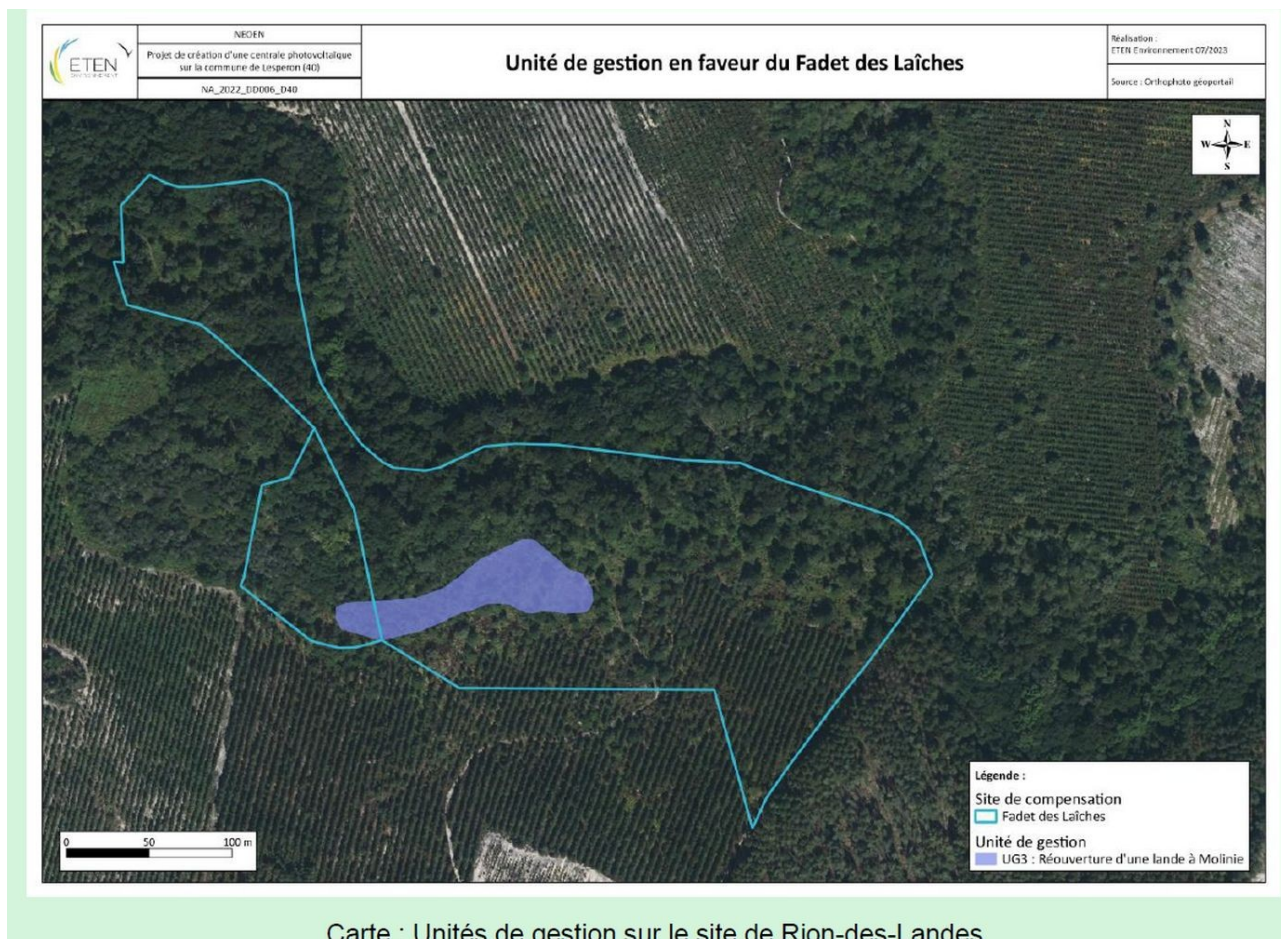 ETEN
ENVIRONNEMENT
NEOEN
Projet de création d'une centrale photovoltaïque
sur la commune de Lesperon (40)
NA_2022_DD006_D40
Unité de gestion en faveur du Fadet des Laîches
Réalisation :
ETEN Environnement 07/2023
Source : Orthophoto géoportail
N
W E
S
Légende :
Site de compensation
Fadet des Laîches
Unité de gestion
UG3 : Réouverture d'une lande à Molinie
0 50 100 m
Carte : Unités de gestion sur le site de Rion-des-Landes